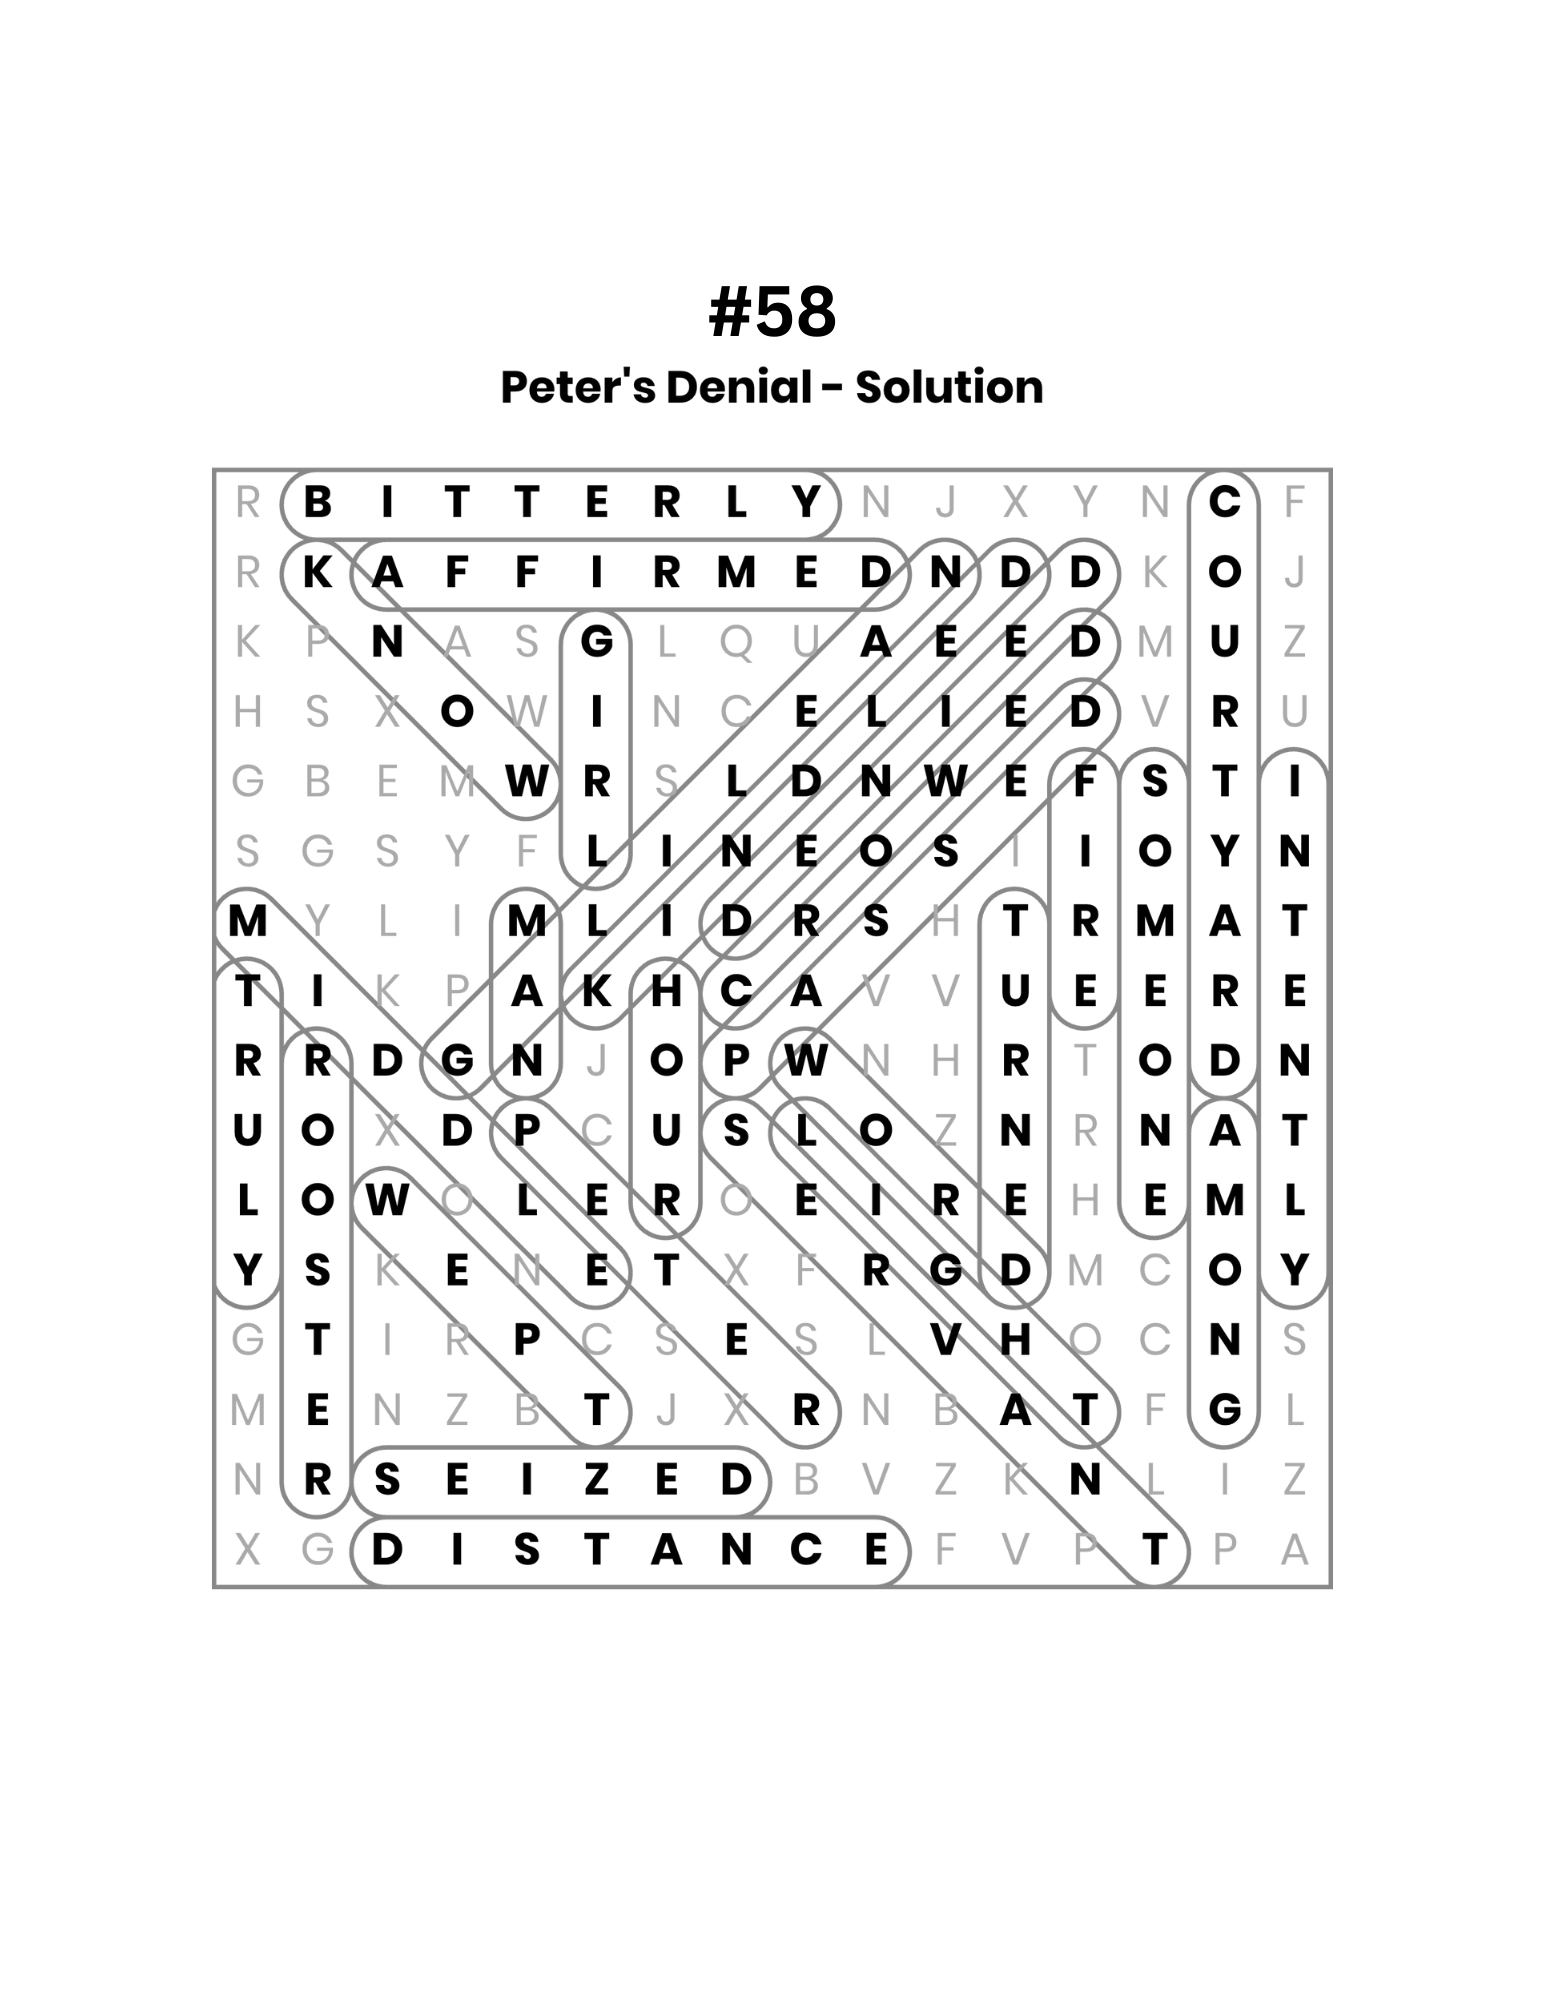 #58
Peter's Denial - Solution
R B I T T E R L Y N J X Y N C F
R K A F F I R M E D N D D K O J
K P N A S G L Q U A E E D M U Z
H S X O W I N C E L I E D V R U
G B E M W R S L D N W E F S T I
S G S Y F L I N E O S I I O Y N
M Y L I M L I D R S H T R M A T
T I K P A K H C A V V U E E R E
R R D G N J O P W N H R T O D N
U O X D P C U S L O Z N R N A T
L O W O L E R O E I R E H E M L
Y S K E N E T X F R G D M C O Y
G T I R P C S E S L V H O C N S
M E N Z B T J X R N B A T F G L
N R S E I Z E D B V Z K N L I Z
X G D I S T A N C E F V P T P A